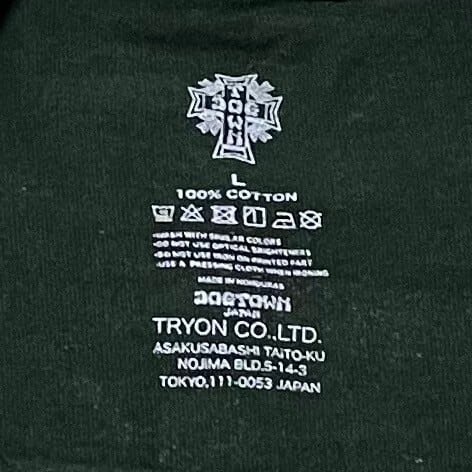 DOG
TOWN
L
100% COTTON
WASH WITH SIMILAR COLORS
DO NOT USE OPTICAL BRIGHTENERS
DO NOT USE IRON ON PRINTED PART
USE A PRESSING CLOTH WHEN IRONING
MADE IN HONDURAS
DOGTOWN
JAPAN
TRYON CO.,LTD.
ASAKUSABASHI TAITO-KU
NOJIMA BLD.5-14-3
TOKYO,111-0053 JAPAN